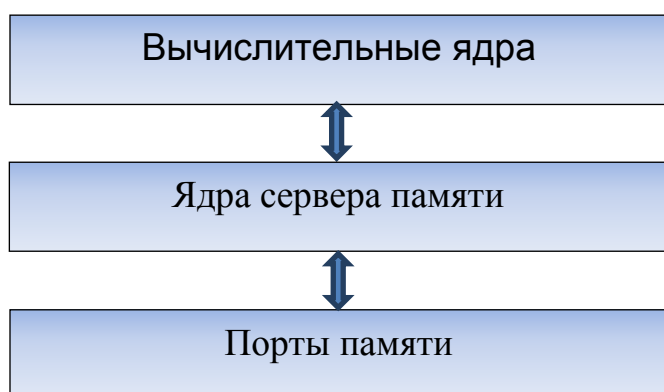 Вычислительные ядра
Ядра сервера памяти
Порты памяти